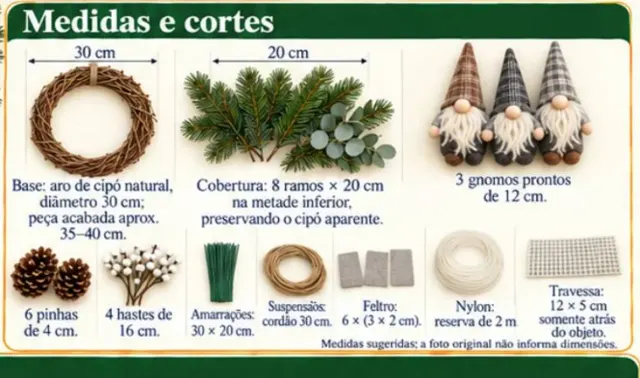 Medidas e cortes
30 cm
20 cm
Base: aro de cipó natural,
diâmetro 30 cm;
peça acabada aprox.
35–40 cm.
Cobertura: 8 ramos × 20 cm
na metade inferior,
preservando o cipó aparente.
3 gnomos prontos
de 12 cm.
6 pinhas
de 4 cm.
4 hastes de
16 cm.
Amarrações:
30 × 20 cm.
Suspensãos:
cordão 30 cm.
Feltro:
6 × (3 × 2 cm).
Nylon:
reserva de 2 m
Travessa:
12 × 5 cm
somente atrás
do objeto.
Medidas sugeridas; a foto original não informa dimensões.